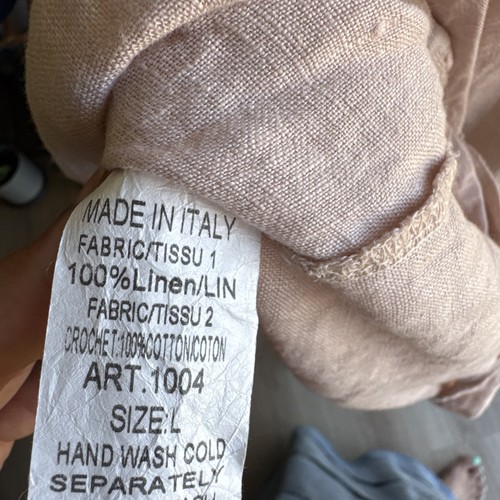 MADE IN ITALY
FABRIC/TISSU 1
100%Linen/LIN
FABRIC/TISSU 2
CROCHET:100%COTTON/COTON
ART.1004
SIZE:L
HAND WASH COLD
SEPARATELY